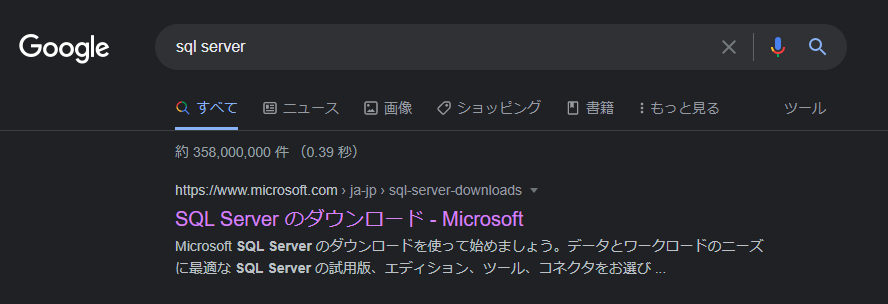 Google
sql server
すべて ニュース 画像 ショッピング 書籍 もっと見る ツール
約 358,000,000 件 （0.39 秒）
https://www.microsoft.com › ja-jp › sql-server-downloads
SQL Server のダウンロード - Microsoft
Microsoft SQL Server のダウンロードを使って始めましょう。データとワークロードのニーズ
に最適な SQL Server の試用版、エディション、ツール、コネクタをお選び ...